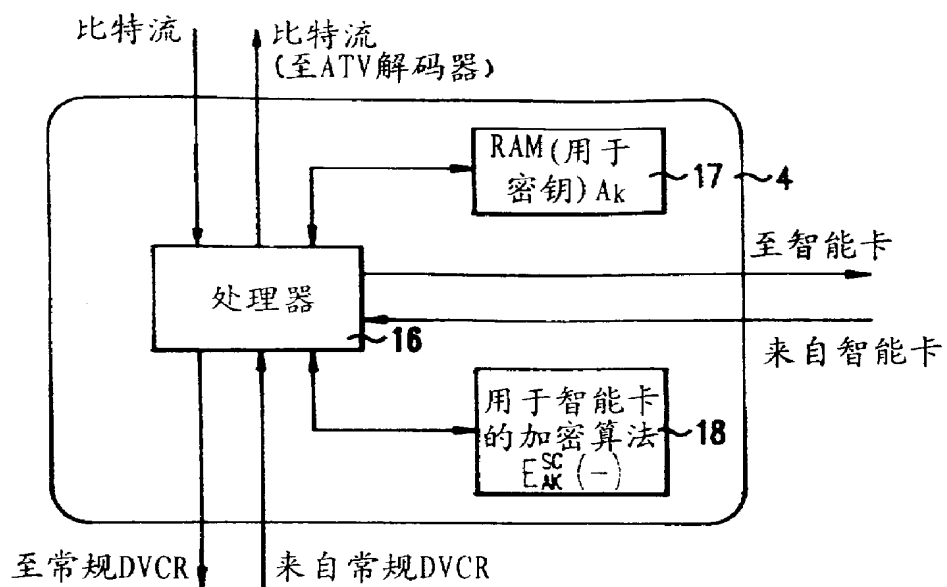 比特流
比特流
(至ATV解码器)
RAM(用于
密钥)Ak
17
4
至智能卡
处理器
16
来自智能卡
用于智能卡
的加密算法
E^{SC}_{AK}(-)
18
至常规DVCR
来自常规DVCR